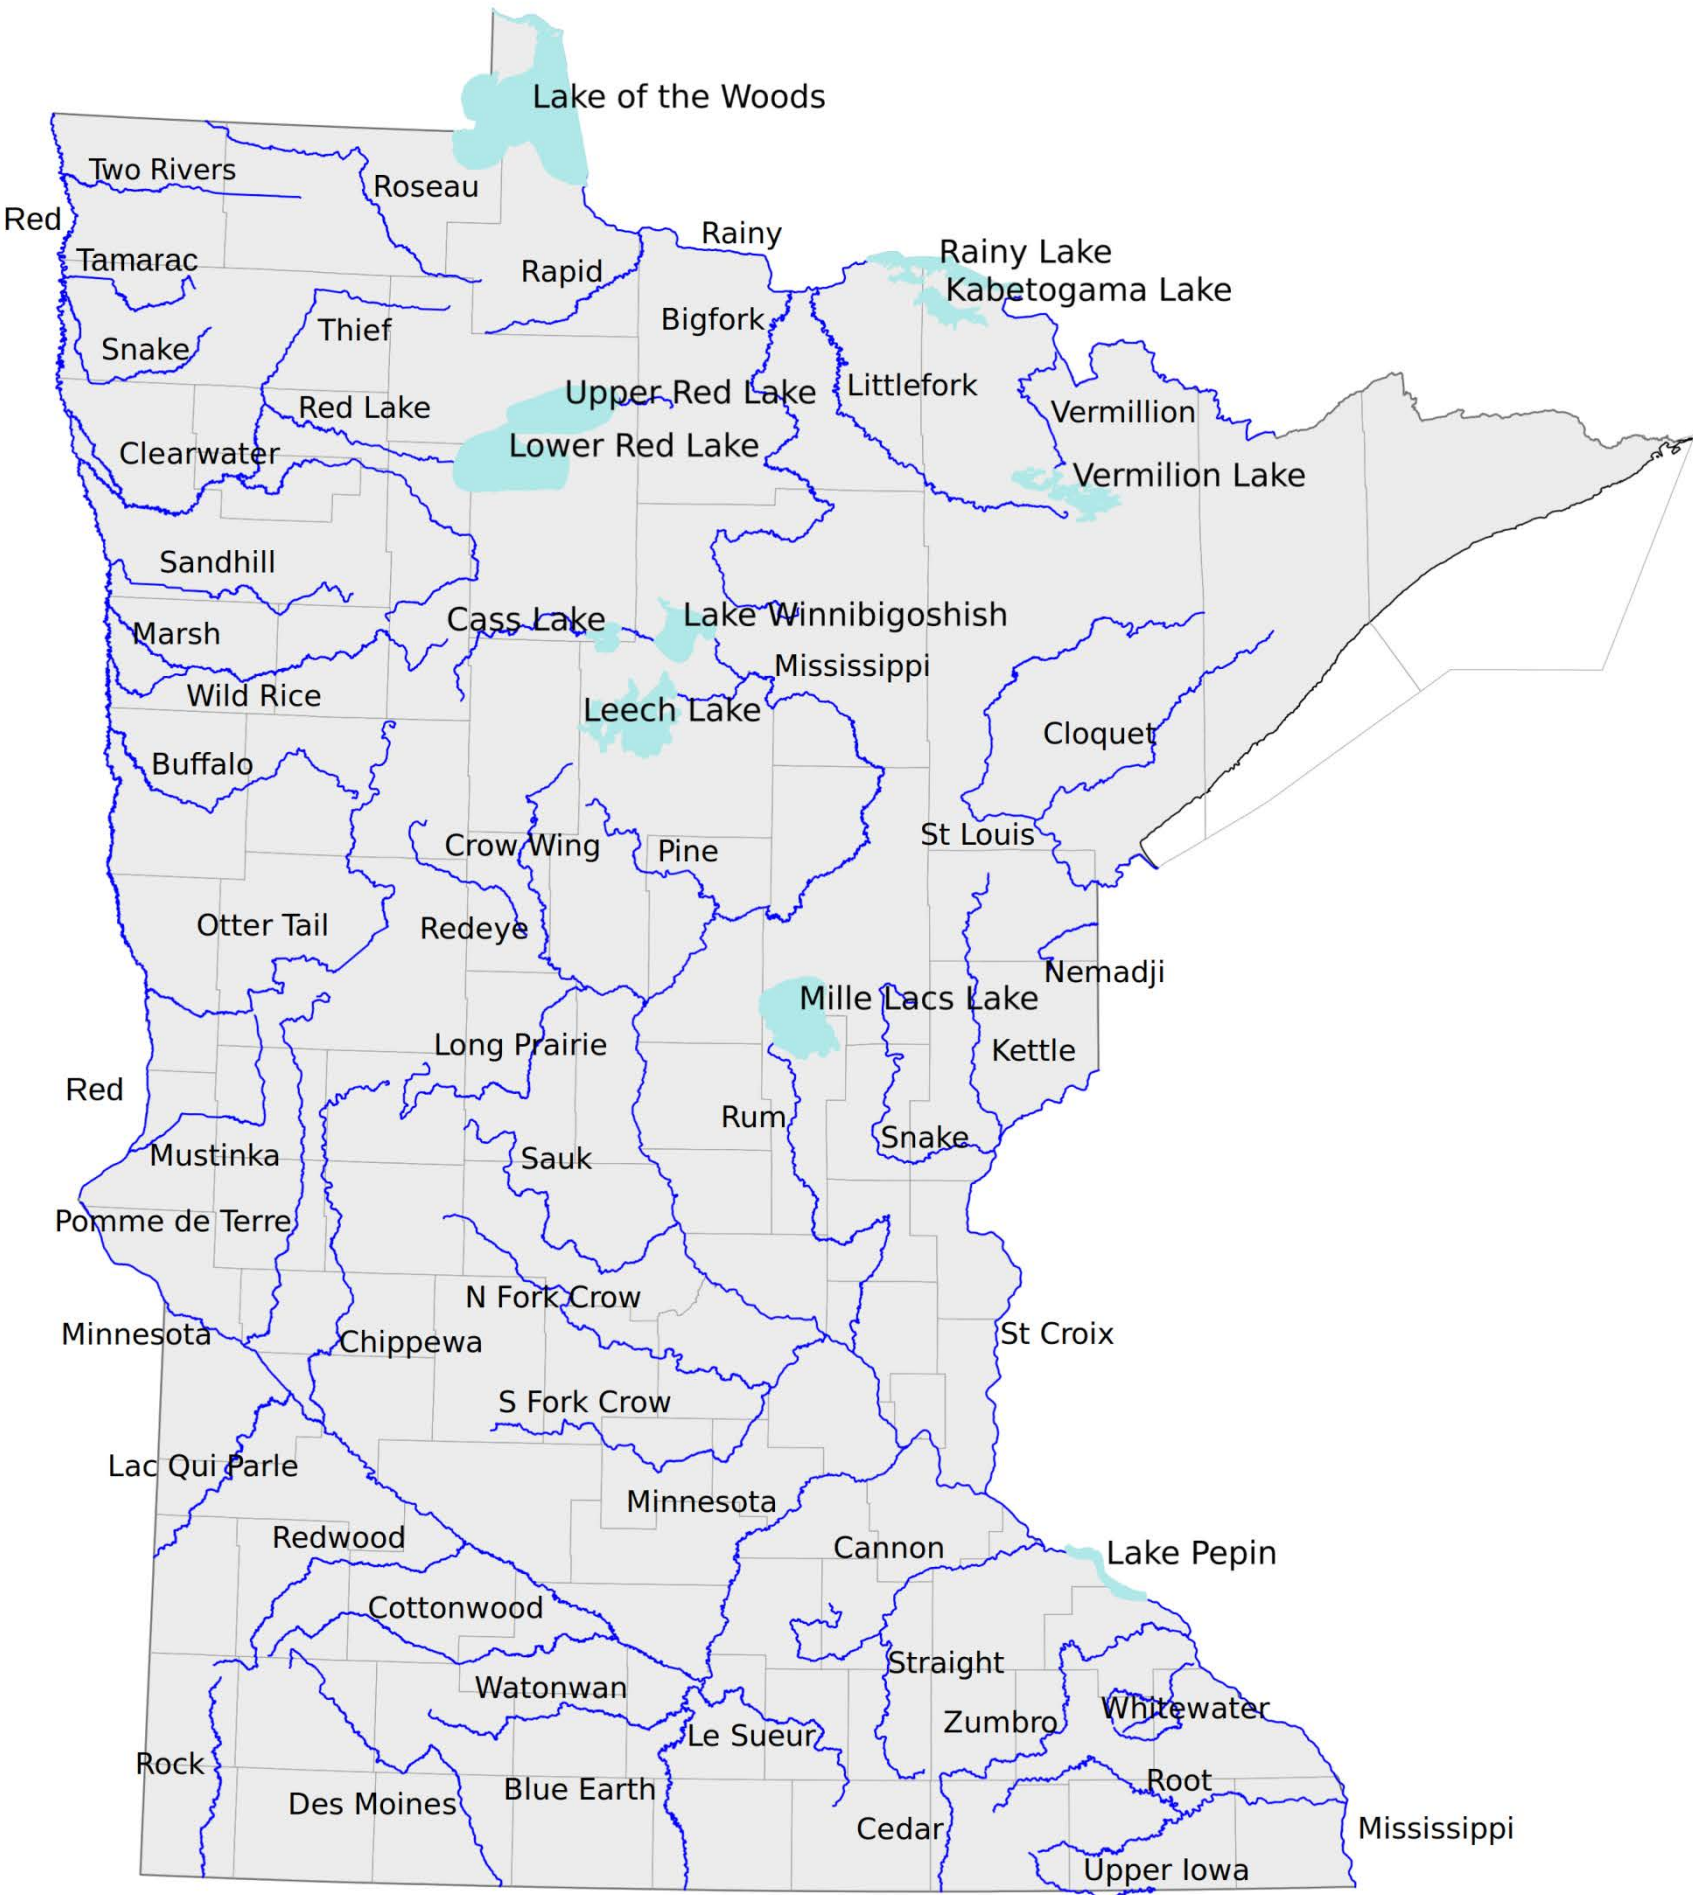 Lake of the Woods
Two Rivers
Roseau
Red
Rainy
Rainy Lake
Tamarac
Rapid
Kabetogama Lake
Bigfork
Thief
Snake
Littlefork
Upper Red Lake
Red Lake
Vermillion
Lower Red Lake
Clearwater
Vermilion Lake
Sandhill
Cass Lake
Lake Winnibigoshish
Marsh
Mississippi
Wild Rice
Leech Lake
Cloquet
Buffalo
St Louis
Crow Wing
Pine
Otter Tail
Redeye
Nemadji
Mille Lacs Lake
Long Prairie
Kettle
Red
Rum
Snake
Mustinka
Sauk
Pomme de Terre
N Fork Crow
Minnesota
Chippewa
St Croix
S Fork Crow
Lac Qui Parle
Minnesota
Redwood
Cannon
Lake Pepin
Cottonwood
Straight
Watonwan
Whitewater
Zumbro
Le Sueur
Rock
Root
Blue Earth
Des Moines
Cedar
Mississippi
Upper Iowa